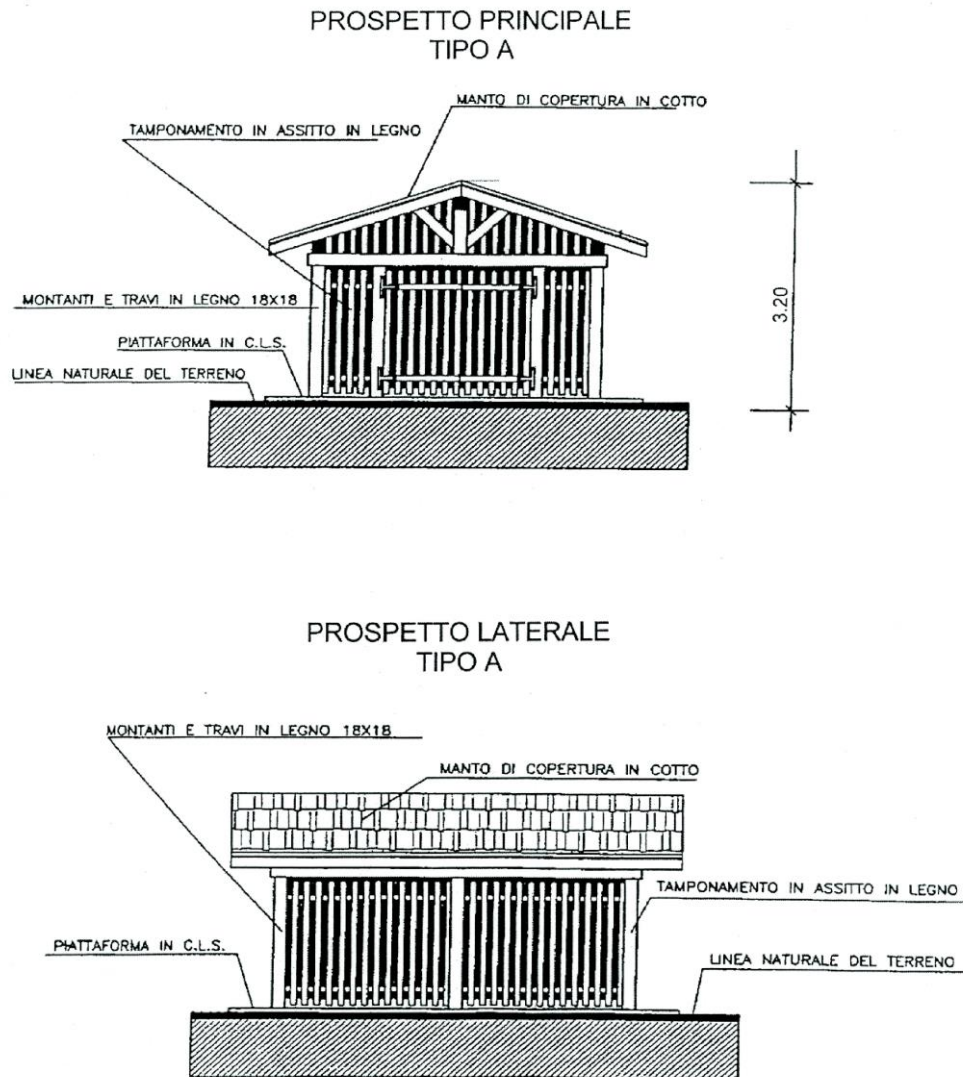 PROSPETTO PRINCIPALE
TIPO A
MANTO DI COPERTURA IN COTTO
TAMPONAMENTO IN ASSITTO IN LEGNO
MONTANTI E TRAVI IN LEGNO 18X18
3.20
PIATTAFORMA IN C.L.S.
LINEA NATURALE DEL TERRENO
PROSPETTO LATERALE
TIPO A
MONTANTI E TRAVI IN LEGNO 18X18
MANTO DI COPERTURA IN COTTO
TAMPONAMENTO IN ASSITTO IN LEGNO
PIATTAFORMA IN C.L.S.
LINEA NATURALE DEL TERRENO